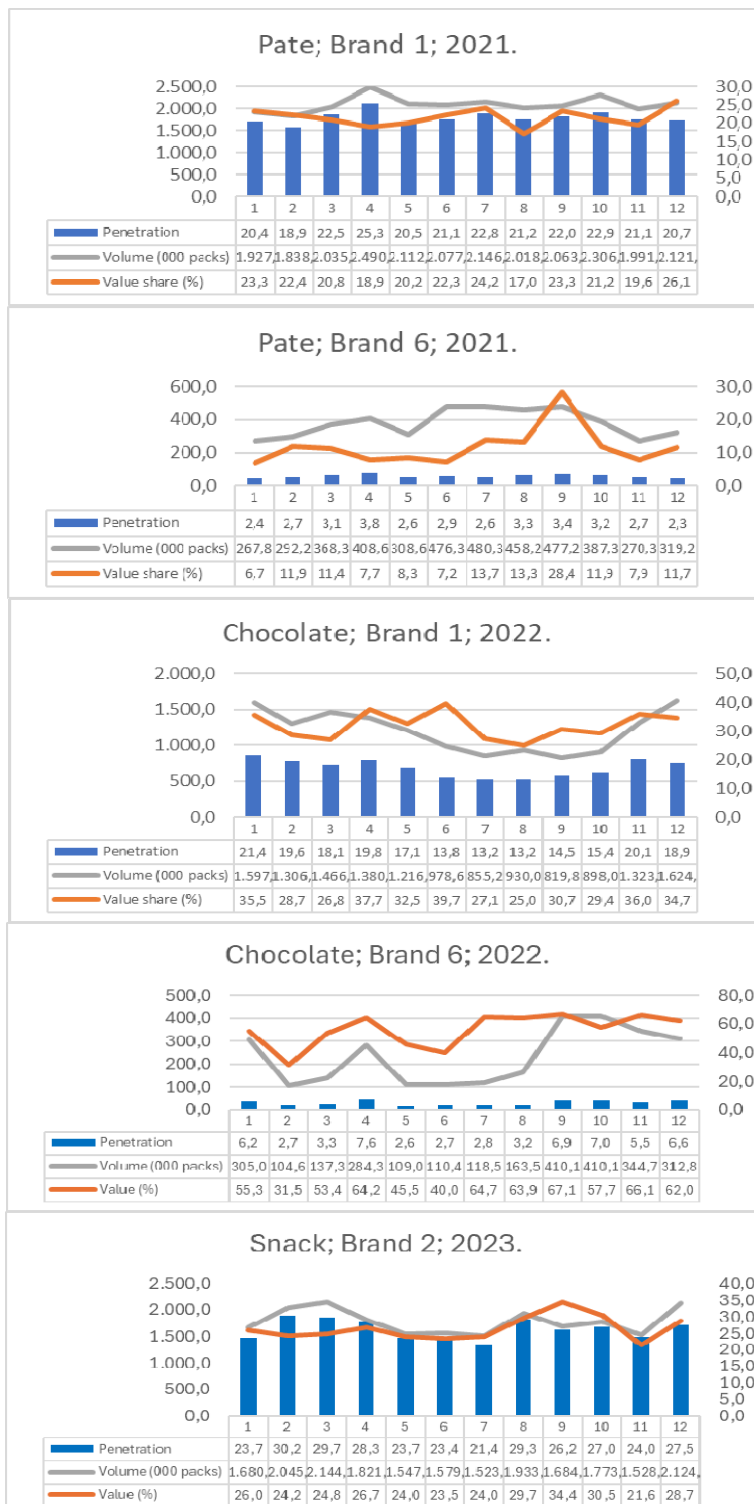 Pate; Brand 1; 2021.
2.500,0 30,0
2.000,0 25,0
1.500,0 20,0
1.000,0 15,0
500,0 10,0
5,0
0,0 0,0
1 2 3 4 5 6 7 8 9 10 11 12
Penetration 20,4 18,9 22,5 25,3 20,5 21,1 22,8 21,2 22,0 22,9 21,1 20,7
Volume (000 packs) 1.927, 1.838, 2.035, 2.490, 2.112, 2.077, 2.146, 2.018, 2.063, 2.306, 1.991, 2.121,
Value share (%) 23,3 22,4 20,8 18,9 20,2 22,3 24,2 17,0 23,3 21,2 19,6 26,1
Pate; Brand 6; 2021.
600,0 30,0
400,0 20,0
200,0 10,0
0,0 0,0
1 2 3 4 5 6 7 8 9 10 11 12
Penetration 2,4 2,7 3,1 3,8 2,6 2,9 2,6 3,3 3,4 3,2 2,7 2,3
Volume (000 packs) 267,8 292,2 368,3 408,6 308,6 476,3 480,3 458,2 477,2 387,3 270,3 319,2
Value share (%) 6,7 11,9 11,4 7,7 8,3 7,2 13,7 13,3 28,4 11,9 7,9 11,7
Chocolate; Brand 1; 2022.
2.000,0 50,0
1.500,0 40,0
1.000,0 30,0
500,0 20,0
10,0
0,0 0,0
1 2 3 4 5 6 7 8 9 10 11 12
Penetration 21,4 19,6 18,1 19,8 17,1 13,8 13,2 13,2 14,5 15,4 20,1 18,9
Volume (000 packs) 1.597, 1.306, 1.466, 1.380, 1.216, 978,6 855,2 930,0 819,8 898,0 1.323, 1.624,
Value share (%) 35,5 28,7 26,8 37,7 32,5 39,7 27,1 25,0 30,7 29,4 36,0 34,7
Chocolate; Brand 6; 2022.
500,0 80,0
400,0 60,0
300,0 40,0
200,0 20,0
100,0
0,0 0,0
1 2 3 4 5 6 7 8 9 10 11 12
Penetration 6,2 2,7 3,3 7,6 2,6 2,7 2,8 3,2 6,9 7,0 5,5 6,6
Volume (000 packs) 305,0 104,6 137,3 284,3 109,0 110,4 118,5 163,5 410,1 410,1 344,7 312,8
Value (%) 55,3 31,5 53,4 64,2 45,5 40,0 64,7 63,9 67,1 57,7 66,1 62,0
Snack; Brand 2; 2023.
2.500,0 40,0
2.000,0 35,0
1.500,0 30,0
1.000,0 25,0
500,0 20,0
15,0
10,0
5,0
0,0 0,0
1 2 3 4 5 6 7 8 9 10 11 12
Penetration 23,7 30,2 29,7 28,3 23,7 23,4 21,4 29,3 26,2 27,0 24,0 27,5
Volume (000 packs) 1.680, 2.045, 2.144, 1.821, 1.547, 1.579, 1.523, 1.933, 1.684, 1.773, 1.528, 2.124,
Value (%) 26,0 24,2 24,8 26,7 24,0 23,5 24,0 29,7 34,4 30,5 21,6 28,7